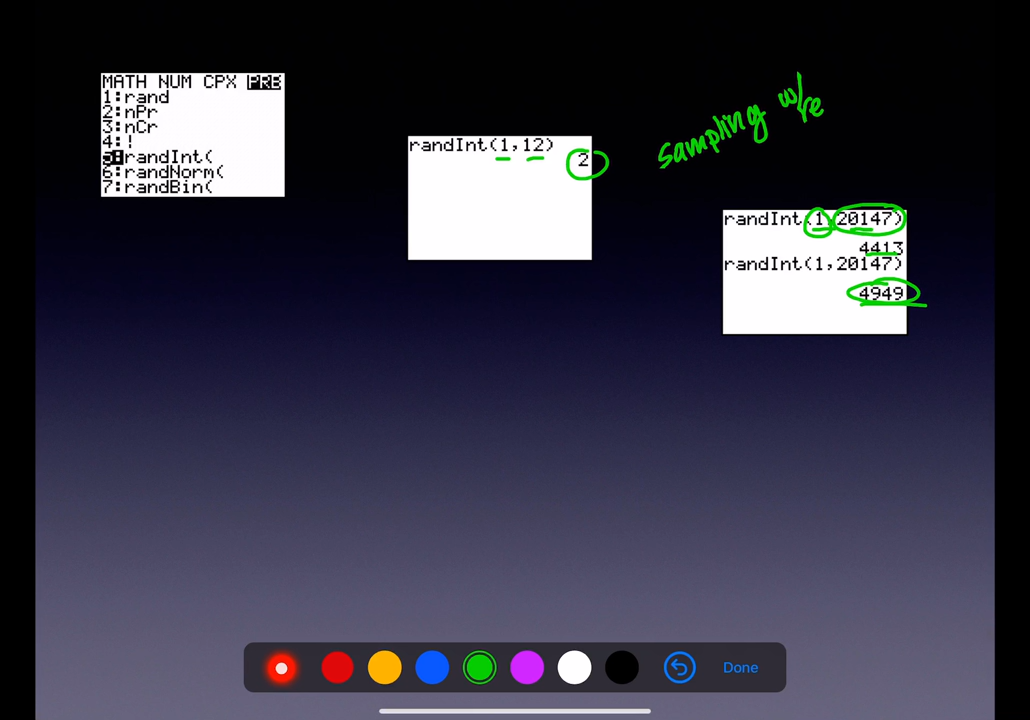 MATH NUM CPX PRB
1:rand
2:nPr
3:nCr
4:!
5:randInt(
6:randNorm(
7:randBin(
randInt(1,12)
2
sampling w/re
randInt(1,20147)
4413
randInt(1,20147)
4949
Done